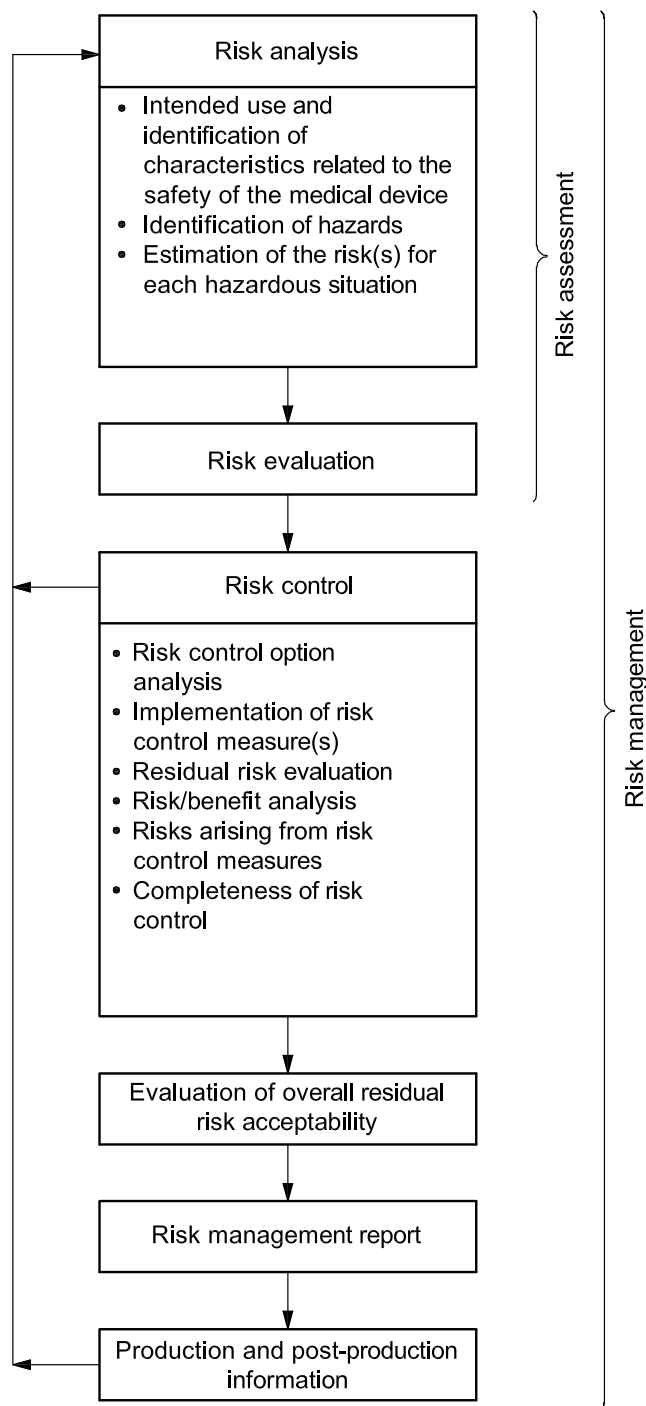 Risk analysis
• Intended use and
identification of
characteristics related to the
safety of the medical device
• Identification of hazards
• Estimation of the risk(s) for
each hazardous situation
Risk evaluation
Risk assessment
Risk control
• Risk control option
analysis
• Implementation of risk
control measure(s)
• Residual risk evaluation
• Risk/benefit analysis
• Risks arising from risk
control measures
• Completeness of risk
control
Evaluation of overall residual
risk acceptability
Risk management report
Production and post-production
information
Risk management